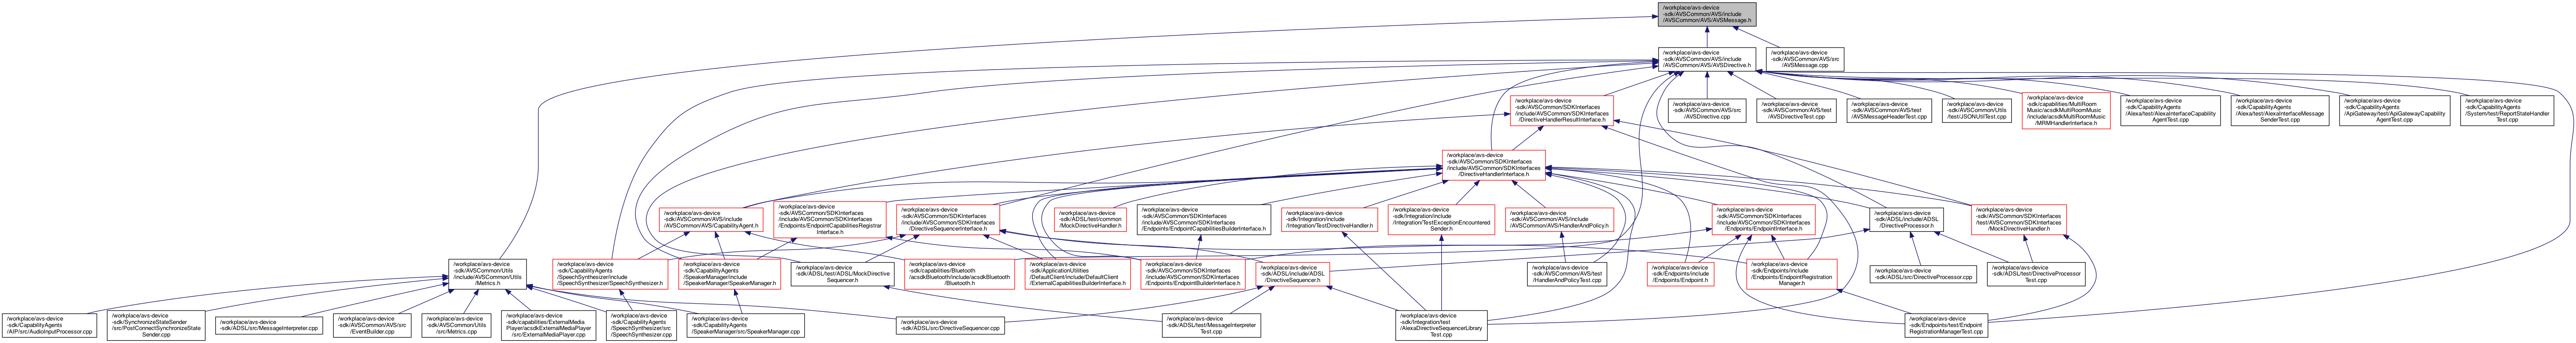 /workplace/avs-device
-sdk/AVSCommon/AVS/include
/AVSCommon/AVS/AVSMessage.h
/workplace/avs-device
-sdk/AVSCommon/AVS/include
/AVSCommon/AVS/AVSDirective.h
/workplace/avs-device
-sdk/AVSCommon/AVS/src
/AVSMessage.cpp
/workplace/avs-device
-sdk/AVSCommon/SDKInterfaces
/include/AVSCommon/SDKInterfaces
/DirectiveHandlerResultInterface.h
/workplace/avs-device
-sdk/AVSCommon/AVS/src
/AVSDirective.cpp
/workplace/avs-device
-sdk/AVSCommon/AVS/test
/AVSDirectiveTest.cpp
/workplace/avs-device
-sdk/AVSCommon/AVS/test
/AVSMessageHeaderTest.cpp
/workplace/avs-device
-sdk/AVSCommon/Utils
/test/JSONUtilTest.cpp
/workplace/avs-device
-sdk/capabilities/MultiRoom
Music/acsdkMultiRoomMusic
/include/acsdkMultiRoomMusic
/MRMHandlerInterface.h
/workplace/avs-device
-sdk/CapabilityAgents
/Alexa/test/AlexaInterfaceCapability
AgentTest.cpp
/workplace/avs-device
-sdk/CapabilityAgents
/Alexa/test/AlexaInterfaceMessage
SenderTest.cpp
/workplace/avs-device
-sdk/CapabilityAgents
/ApiGateway/test/ApiGatewayCapability
AgentTest.cpp
/workplace/avs-device
-sdk/CapabilityAgents
/System/test/ReportStateHandler
Test.cpp
/workplace/avs-device
-sdk/AVSCommon/SDKInterfaces
/include/AVSCommon/SDKInterfaces
/DirectiveHandlerInterface.h
/workplace/avs-device
-sdk/AVSCommon/AVS/include
/AVSCommon/AVS/CapabilityAgent.h
/workplace/avs-device
-sdk/AVSCommon/SDKInterfaces
/include/AVSCommon/SDKInterfaces
/Endpoints/EndpointCapabilitiesRegistrar
Interface.h
/workplace/avs-device
-sdk/AVSCommon/SDKInterfaces
/include/AVSCommon/SDKInterfaces
/DirectiveSequencerInterface.h
/workplace/avs-device
-sdk/ADSL/test/common
/MockDirectiveHandler.h
/workplace/avs-device
-sdk/AVSCommon/SDKInterfaces
/include/AVSCommon/SDKInterfaces
/Endpoints/EndpointCapabilitiesBuilderInterface.h
/workplace/avs-device
-sdk/Integration/include
/Integration/TestDirectiveHandler.h
/workplace/avs-device
-sdk/Integration/include
/Integration/TestExceptionEncountered
Sender.h
/workplace/avs-device
-sdk/AVSCommon/AVS/include
/AVSCommon/AVS/HandlerAndPolicy.h
/workplace/avs-device
-sdk/AVSCommon/SDKInterfaces
/include/AVSCommon/SDKInterfaces
/Endpoints/EndpointInterface.h
/workplace/avs-device
-sdk/ADSL/include/ADSL
/DirectiveProcessor.h
/workplace/avs-device
-sdk/AVSCommon/SDKInterfaces
/test/AVSCommon/SDKInterfaces
/MockDirectiveHandler.h
/workplace/avs-device
-sdk/AVSCommon/Utils
/include/AVSCommon/Utils
/Metrics.h
/workplace/avs-device
-sdk/CapabilityAgents
/SpeechSynthesizer/include
/SpeechSynthesizer/SpeechSynthesizer.h
/workplace/avs-device
-sdk/CapabilityAgents
/SpeakerManager/include
/SpeakerManager/SpeakerManager.h
/workplace/avs-device
-sdk/ADSL/test/ADSL/MockDirective
Sequencer.h
/workplace/avs-device
-sdk/capabilities/Bluetooth
/acsdkBluetooth/include/acsdkBluetooth
/Bluetooth.h
/workplace/avs-device
-sdk/ApplicationUtilities
/DefaultClient/include/DefaultClient
/ExternalCapabilitiesBuilderInterface.h
/workplace/avs-device
-sdk/AVSCommon/SDKInterfaces
/include/AVSCommon/SDKInterfaces
/Endpoints/EndpointBuilderInterface.h
/workplace/avs-device
-sdk/ADSL/include/ADSL
/DirectiveSequencer.h
/workplace/avs-device
-sdk/AVSCommon/AVS/test
/HandlerAndPolicyTest.cpp
/workplace/avs-device
-sdk/Endpoints/include
/Endpoints/Endpoint.h
/workplace/avs-device
-sdk/Endpoints/include
/Endpoints/EndpointRegistration
Manager.h
/workplace/avs-device
-sdk/ADSL/src/DirectiveProcessor.cpp
/workplace/avs-device
-sdk/ADSL/test/DirectiveProcessor
Test.cpp
/workplace/avs-device
-sdk/CapabilityAgents
/AIP/src/AudioInputProcessor.cpp
/workplace/avs-device
-sdk/SynchronizeStateSender
/src/PostConnectSynchronizeState
Sender.cpp
/workplace/avs-device
-sdk/ADSL/src/MessageInterpreter.cpp
/workplace/avs-device
-sdk/AVSCommon/AVS/src
/EventBuilder.cpp
/workplace/avs-device
-sdk/AVSCommon/Utils
/src/Metrics.cpp
/workplace/avs-device
-sdk/capabilities/ExternalMedia
Player/acsdkExternalMediaPlayer
/src/ExternalMediaPlayer.cpp
/workplace/avs-device
-sdk/CapabilityAgents
/SpeechSynthesizer/src
/SpeechSynthesizer.cpp
/workplace/avs-device
-sdk/CapabilityAgents
/SpeakerManager/src/SpeakerManager.cpp
/workplace/avs-device
-sdk/ADSL/src/DirectiveSequencer.cpp
/workplace/avs-device
-sdk/ADSL/test/MessageInterpreter
Test.cpp
/workplace/avs-device
-sdk/Integration/test
/AlexaDirectiveSequencerLibrary
Test.cpp
/workplace/avs-device
-sdk/Endpoints/test/Endpoint
RegistrationManagerTest.cpp